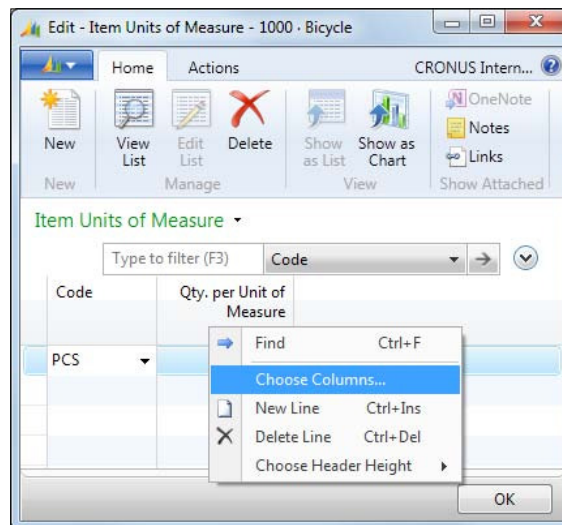 Edit - Item Units of Measure - 1000 · Bicycle
Home Actions CRONUS Intern...
New
View List
Edit List
Delete
Show as List
Show as Chart
OneNote
Notes
Links
New Manage View Show Attached
Item Units of Measure
Type to filter (F3) Code
Code Qty. per Unit of
Measure
PCS
Find Ctrl+F
Choose Columns...
New Line Ctrl+Ins
Delete Line Ctrl+Del
Choose Header Height
OK